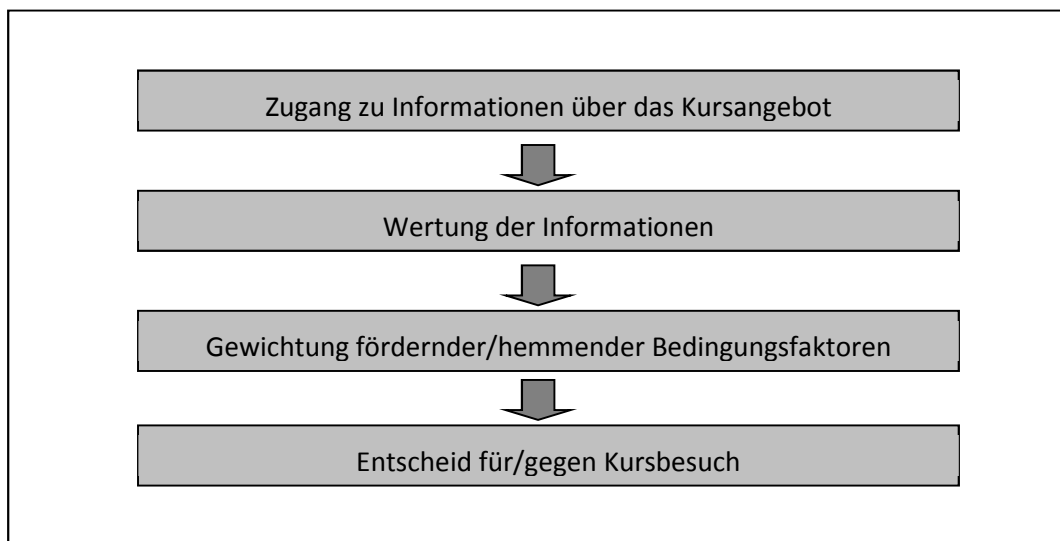 Zugang zu Informationen über das Kursangebot
Wertung der Informationen
Gewichtung fördernder/hemmender Bedingungsfaktoren
Entscheid für/gegen Kursbesuch